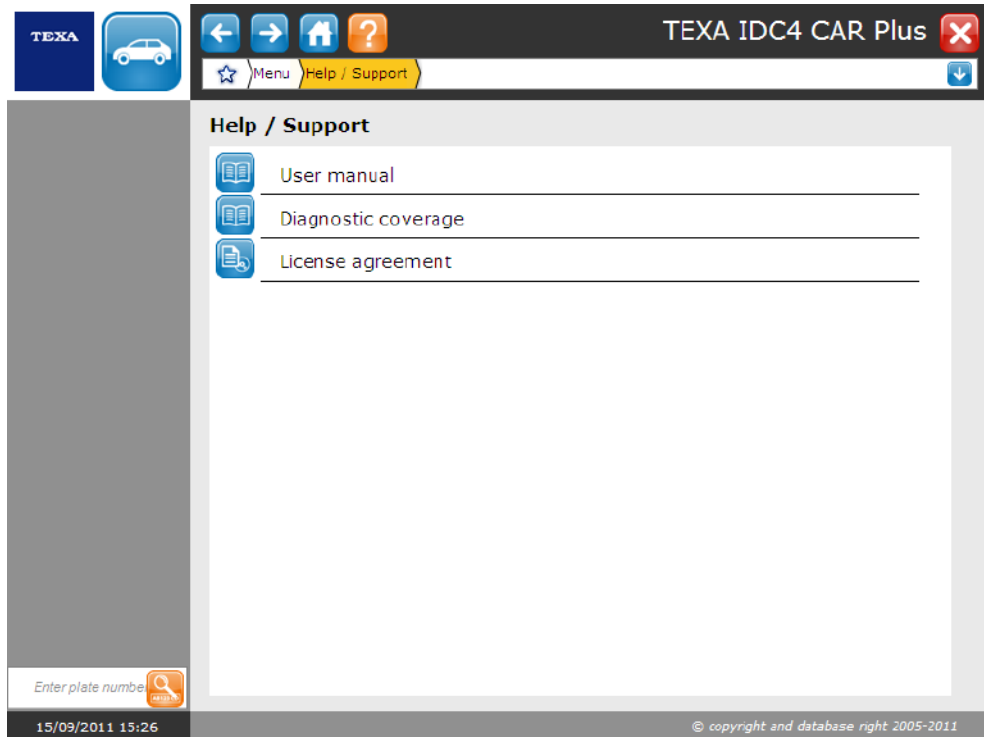 TEXA
TEXA IDC4 CAR Plus
Menu Help / Support
Help / Support
User manual
Diagnostic coverage
License agreement
Enter plate numbe
15/09/2011 15:26
© copyright and database right 2005-2011